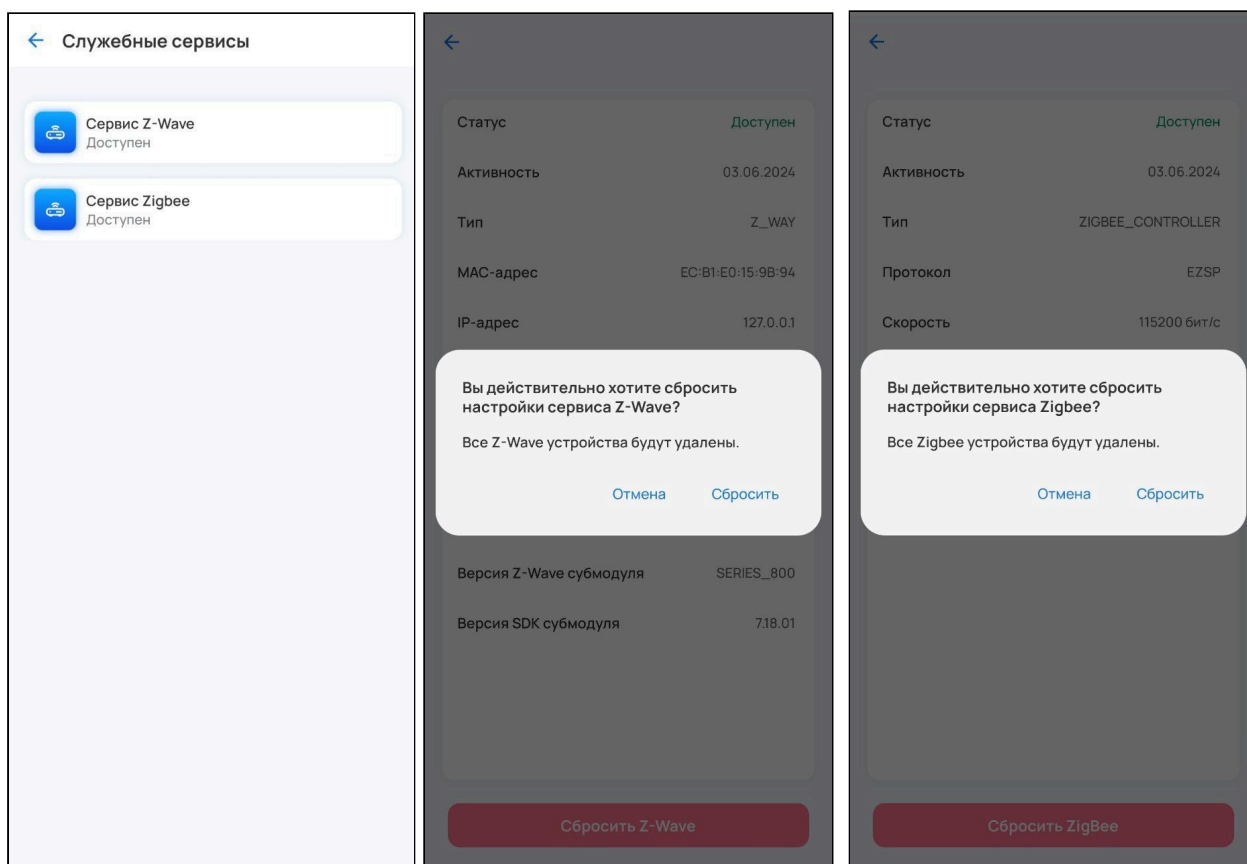 Служебные сервисы
Сервис Z-Wave
Доступен
Сервис Zigbee
Доступен
Статус Доступен
Активность 03.06.2024
Тип Z_WAY
MAC-адрес EC:B1:E0:15:9B:94
IP-адрес 127.0.0.1
Вы действительно хотите сбросить
настройки сервиса Z-Wave?
Все Z-Wave устройства будут удалены.
Отмена Сбросить
Версия Z-Wave субмодуля SERIES_800
Версия SDK субмодуля 7.18.01
Сбросить Z-Wave
Статус Доступен
Активность 03.06.2024
Тип ZIGBEE_CONTROLLER
Протокол EZSP
Скорость 115200 бит/с
Вы действительно хотите сбросить
настройки сервиса Zigbee?
Все Zigbee устройства будут удалены.
Отмена Сбросить
Сбросить ZigBee